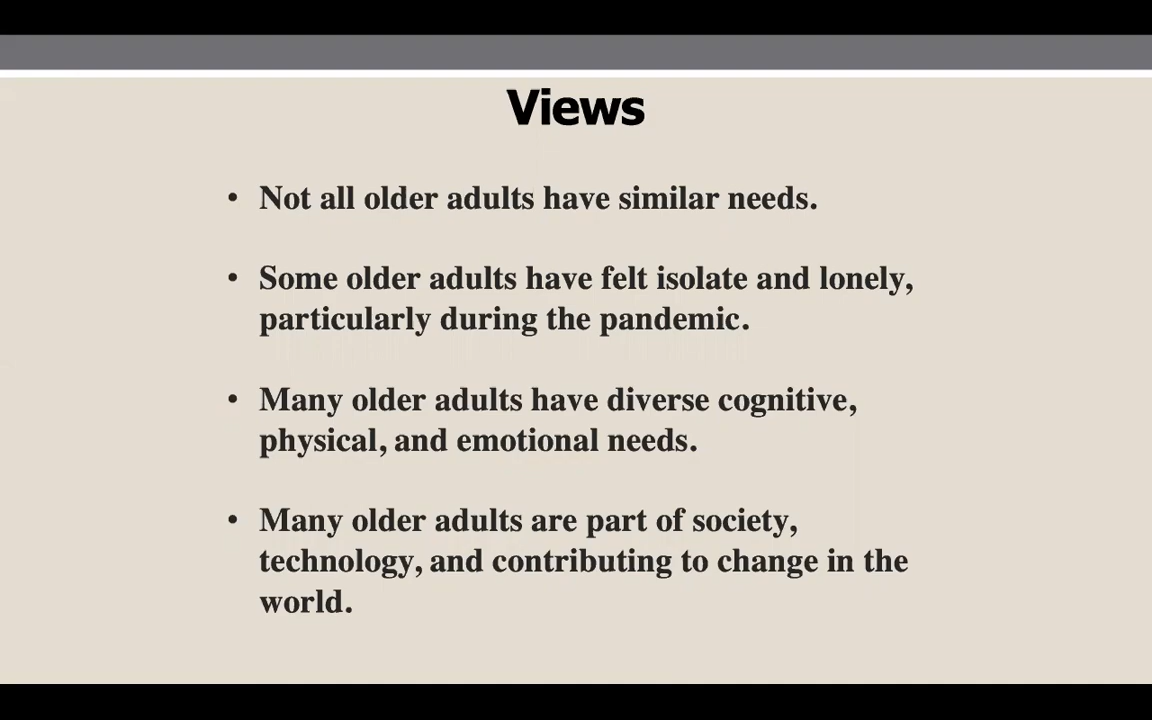 Views
• Not all older adults have similar needs.
• Some older adults have felt isolate and lonely,
particularly during the pandemic.
• Many older adults have diverse cognitive,
physical, and emotional needs.
• Many older adults are part of society,
technology, and contributing to change in the
world.